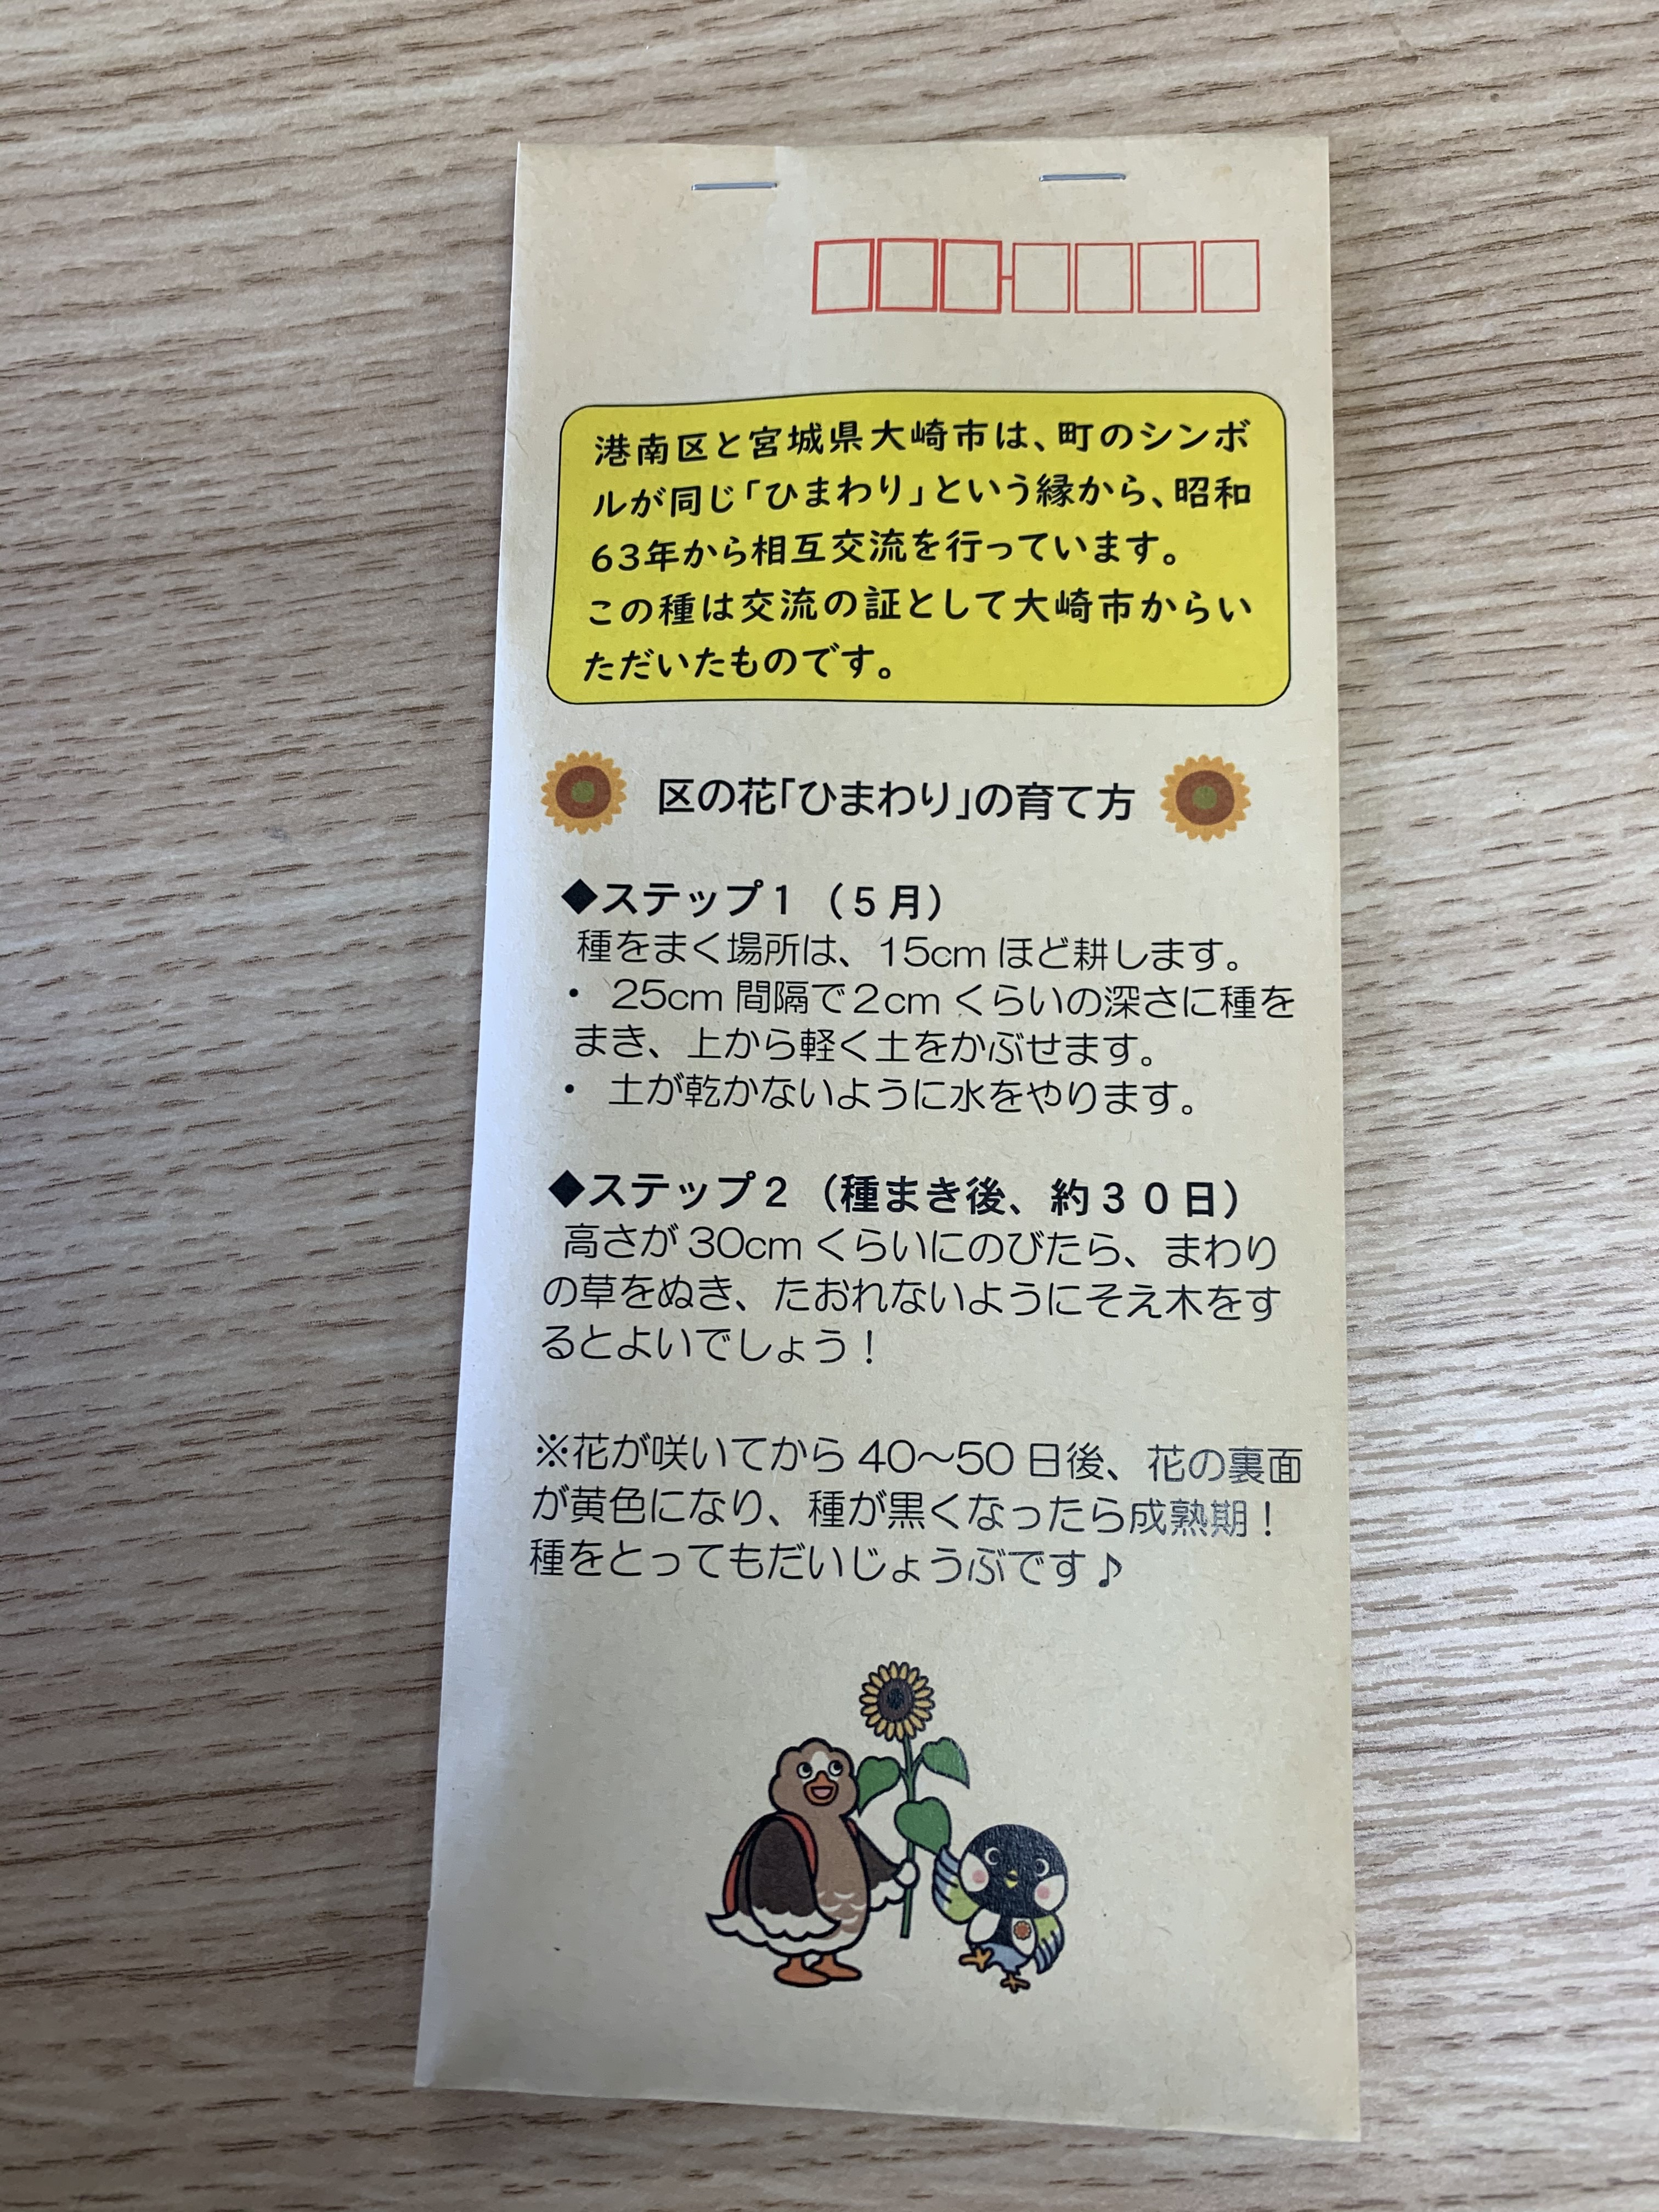 港南区と宮城県大崎市は、町のシンボ
ルが同じ「ひまわり」という縁から、昭和
63年から相互交流を行っています。
この種は交流の証として大崎市からい
ただいたものです。
区の花「ひまわり」の育て方
◆ステップ1（5月）
種をまく場所は、15cmほど耕します。
・ 25cm間隔で2cmくらいの深さに種を
まき、上から軽く土をかぶせます。
・ 土が乾かないように水をやります。
◆ステップ2（種まき後、約30日）
高さが30cmくらいにのびたら、まわり
の草をぬき、たおれないようにそえ木をす
るとよいでしょう！
※花が咲いてから40～50日後、花の裏面
が黄色になり、種が黒くなったら成熟期！
種をとってもだいじょうぶです♪